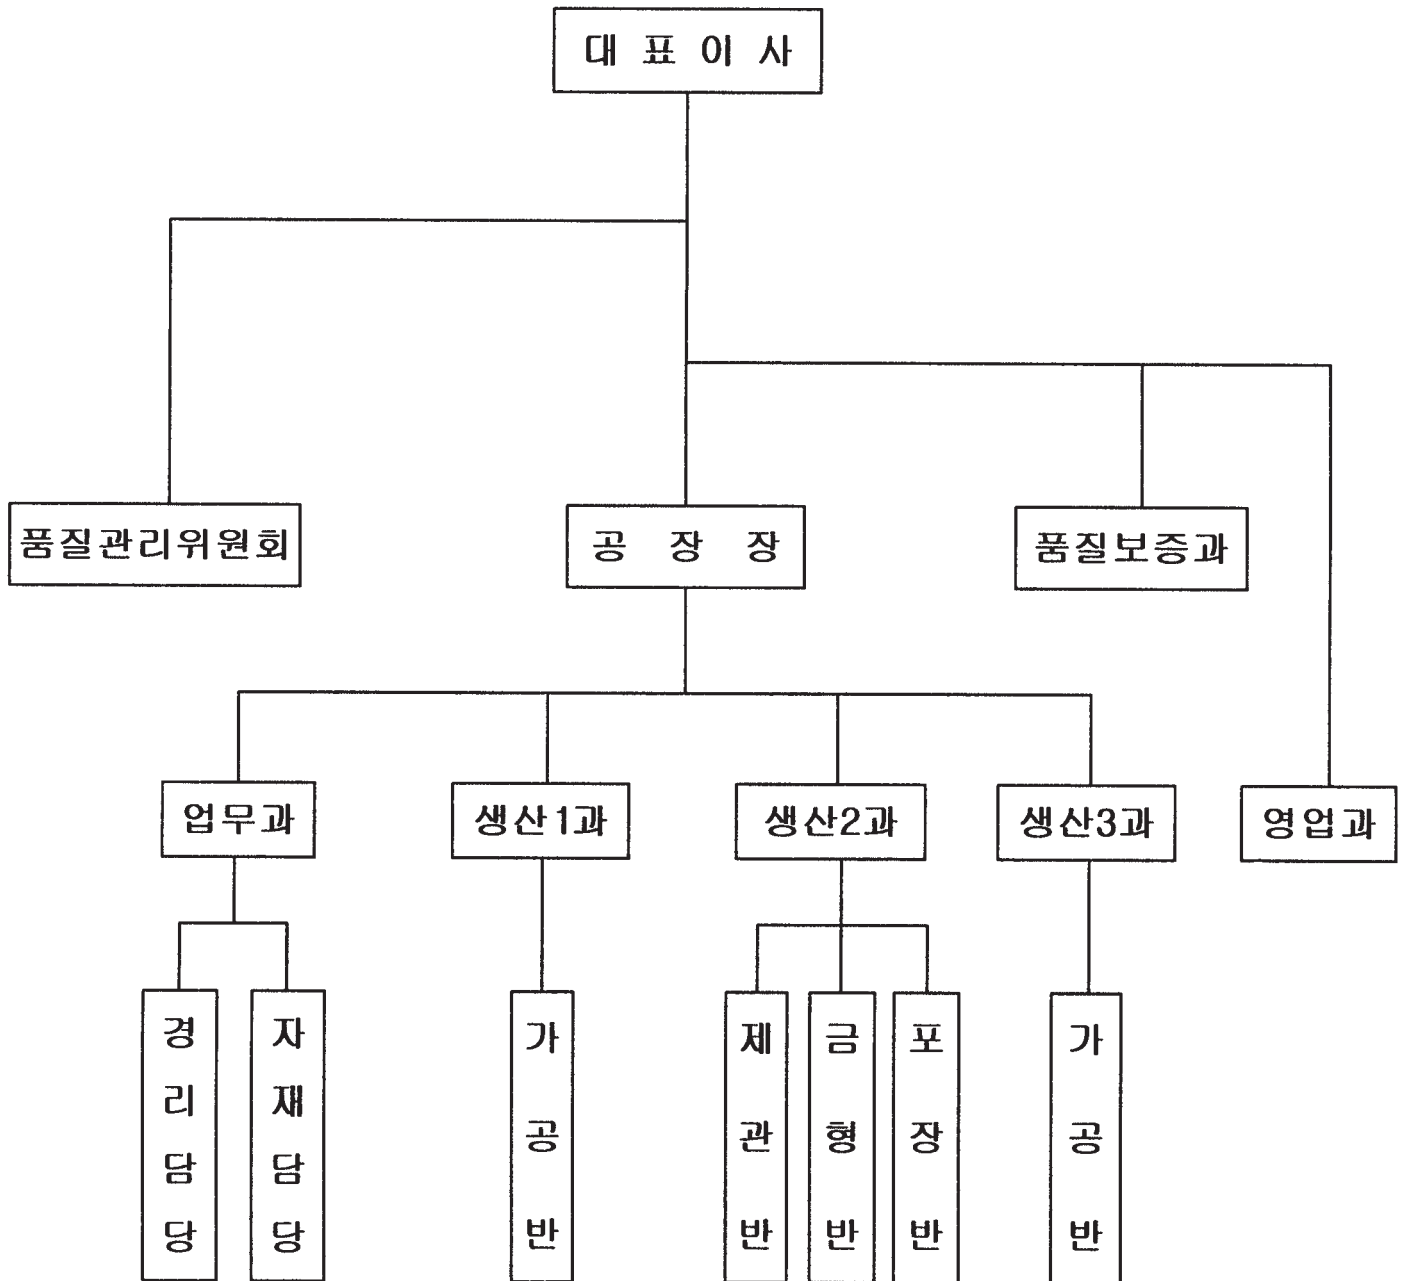 대 표 이 사
품질관리위원회
공 장 장
품질보증과
업무과
생산1과
생산2과
생산3과
영업과
경리담당
자재담당
가공반
제관반
금형반
포장반
가공반